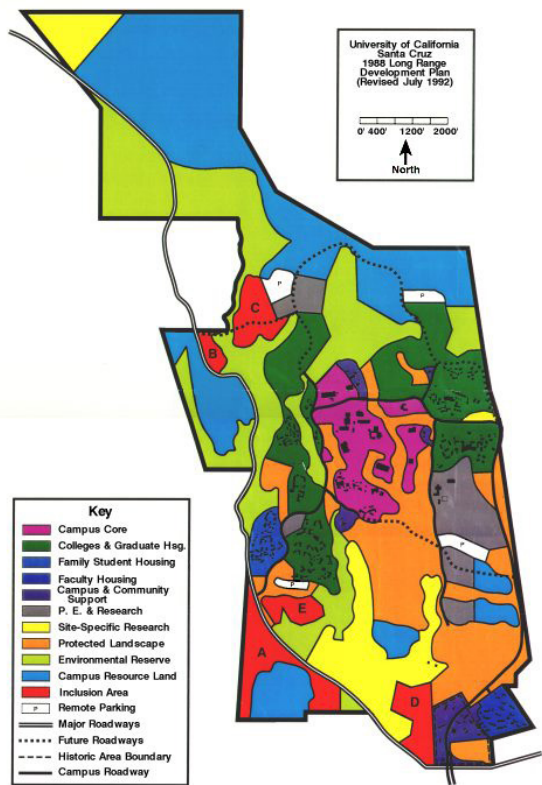 University of California
Santa Cruz
1988 Long Range
Development Plan
(Revised July 1992)
0' 400' 1200' 2000'
North
P
P
C
B
P
P
E
A
D
Key
Campus Core
Colleges & Graduate Hsg.
Family Student Housing
Faculty Housing
Campus & Community
Support
P. E. & Research
Site-Specific Research
Protected Landscape
Environmental Reserve
Campus Resource Land
Inclusion Area
P Remote Parking
Major Roadways
Future Roadways
Historic Area Boundary
Campus Roadway